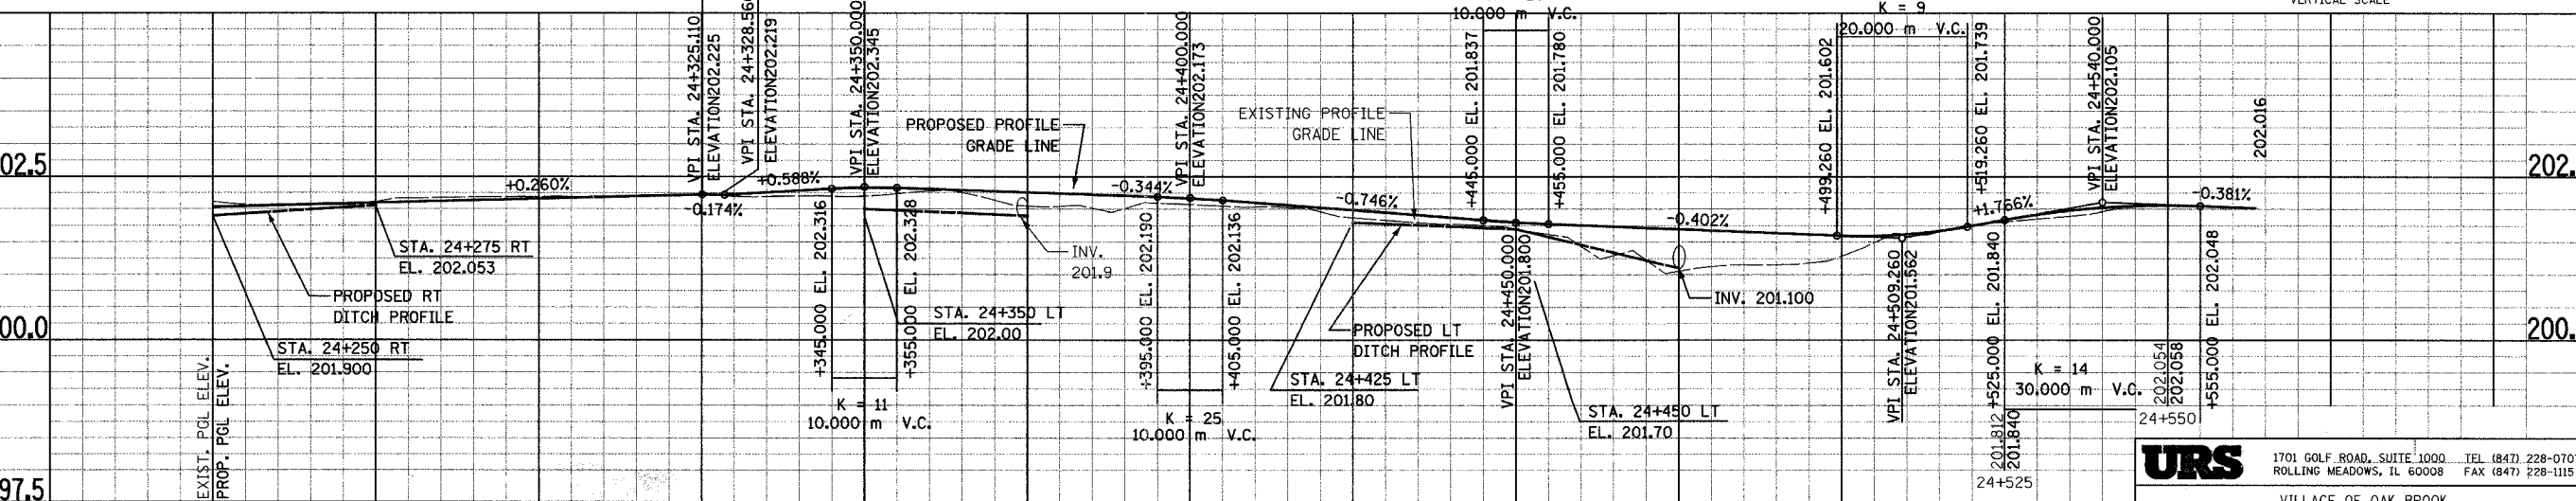 VERTICAL SCALE
10.000 m V.C.
K = 9
20.000 m V.C.
VPI STA. 24+325.110
ELEVATION202.225
VPI STA. 24+328.56
ELEVATION202.219
VPI STA. 24+350.000
ELEVATION202.345
VPI STA. 24+400.000
ELEVATION202.173
+445.000 EL. 201.837
+455.000 EL. 201.780
+499.260 EL. 201.602
+519.260 EL. 201.739
VPI STA. 24+540.000
ELEVATION202.105
202.016
PROPOSED PROFILE
GRADE LINE
EXISTING PROFILE
GRADE LINE
02.5
202.
+0.260%
-0.174%
+0.588%
-0.344%
-0.746%
-0.402%
+1.766%
-0.381%
STA. 24+275 RT
EL. 202.053
PROPOSED RT
DITCH PROFILE
STA. 24+250 RT
EL. 201.900
+345.000 EL. 202.316
+355.000 EL. 202.328
STA. 24+350 LT
EL. 202.00
INV.
201.9
+395.000 EL. 202.190
+405.000 EL. 202.136
PROPOSED LT
DITCH PROFILE
STA. 24+425 LT
EL. 201.80
VPI STA. 24+450.000
ELEVATION201.800
INV. 201.100
STA. 24+450 LT
EL. 201.70
VPI STA. 24+509.260
ELEVATION201.562
+525.000 EL. 201.840
+555.000 EL. 202.048
00.0
200.
K = 11
10.000 m V.C.
K = 25
10.000 m V.C.
K = 14
30.000 m V.C.
202.054
202.058
24+550
201.812
201.840
24+525
EXIST. PGL ELEV.
PROP. PGL ELEV.
97.5
URS
1701 GOLF ROAD, SUITE 1000 TEL (847) 228-070
ROLLING MEADOWS, IL 60008 FAX (847) 228-1115
VILLAGE OF OAK BROOK